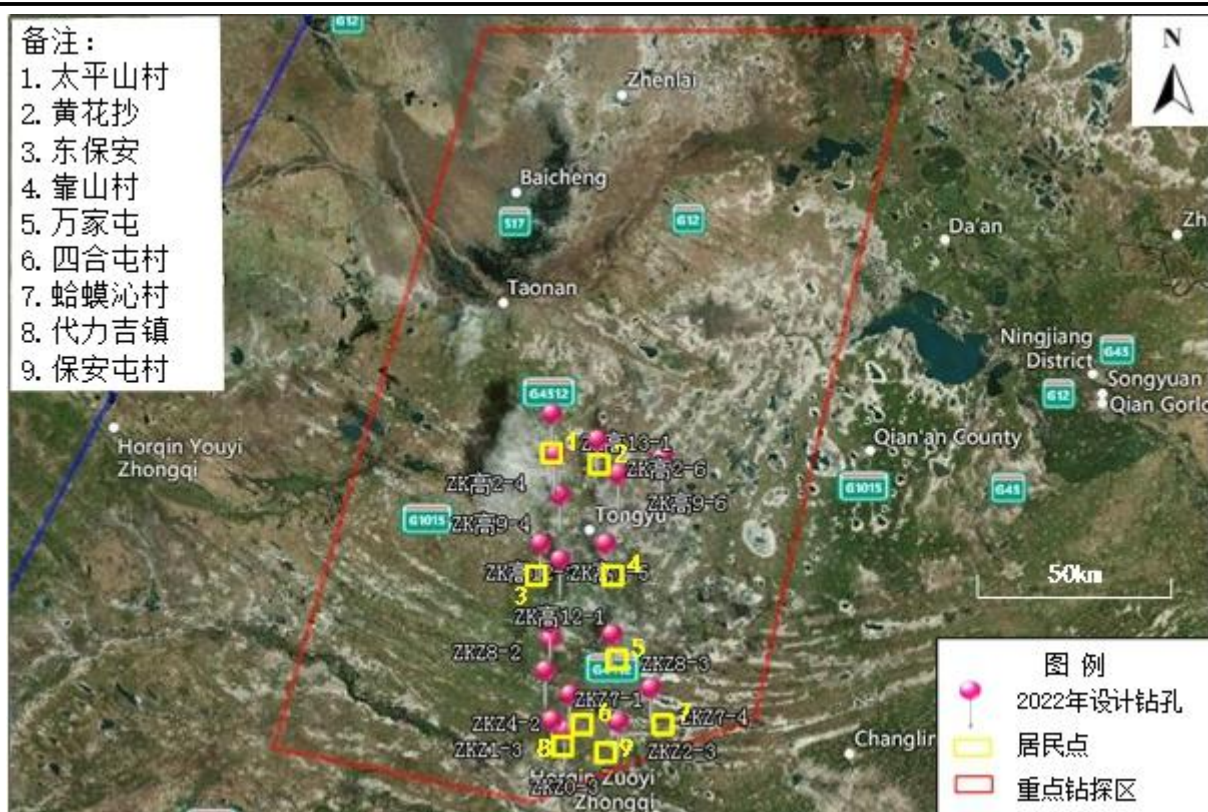 备注：
1. 太平山村
2. 黄花抄
3. 东保安
4. 靠山村
5. 万家屯
6. 四合屯村
7. 蛤蟆沁村
8. 代力吉镇
9. 保安屯村
G12
N
Zhenlai
Baicheng
S17
G12
Da'an
Zh
Taonan
Ningjiang
District
G45
Songyuan
G12
Qian Gorlo
G4512
Horqin Youyi
Zhongqi
Qian'an County
1
2
ZK高2-6
ZK高2-4
ZK高9-6
G1015
G45
G1015
ZK高9-4
Tongyu
4
3
50km
ZK高12-1
ZKZ8-2
5
ZKZ8-3
ZKZ7-1
ZKZ4-2
6
7
ZKZ7-4
ZKZ1-3
8
9
ZKZ2-3
Changlin
ZKZ0-3
Horqin Zuoyi
Zhongqi
图 例
2022年设计钻孔
居民点
重点钻探区